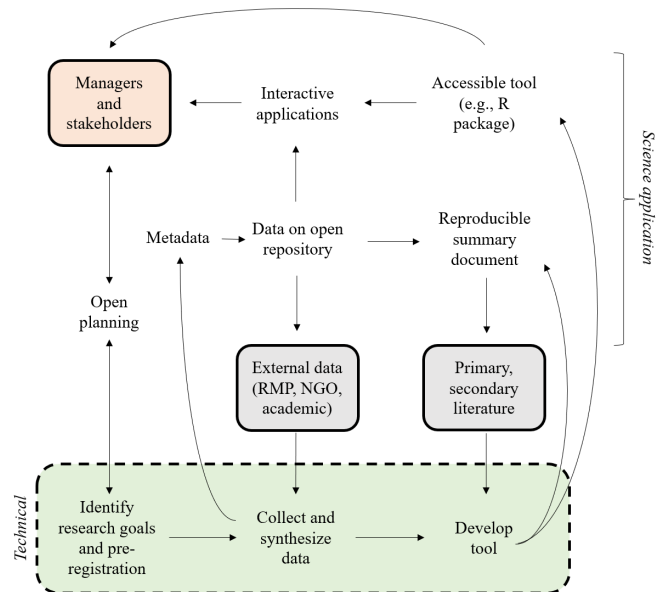 Managers
and
stakeholders
Interactive
applications
Accessible tool
(e.g., R
package)
Science application
Metadata
Data on open
repository
Reproducible
summary
document
Open
planning
External data
(RMP, NGO,
academic)
Primary,
secondary
literature
Technical
Identify
research goals
and pre-
registration
Collect and
synthesize
data
Develop
tool